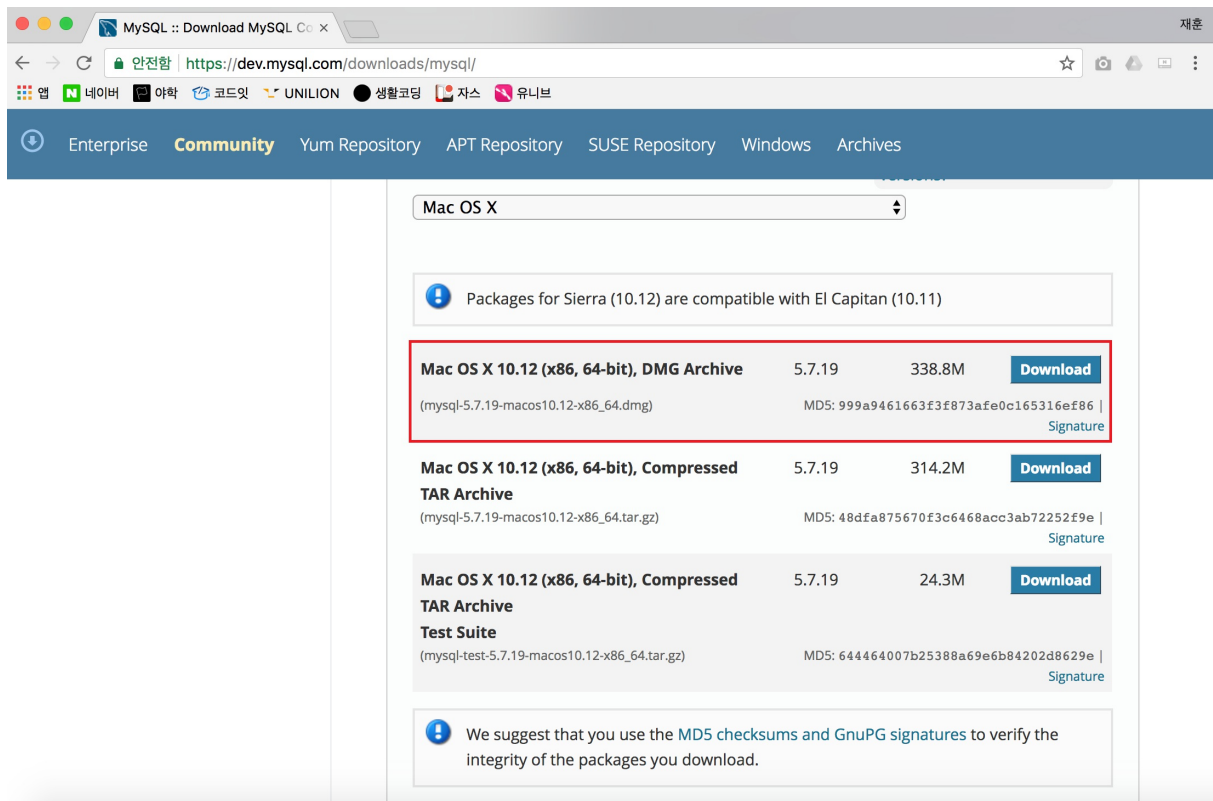 MySQL :: Download MySQL Co
재훈
안전함 https://dev.mysql.com/downloads/mysql/
앱 네이버 야학 코드잇 UNILION 생활코딩 자스 유니브
Enterprise Community Yum Repository APT Repository SUSE Repository Windows Archives
Mac OS X
Packages for Sierra (10.12) are compatible with El Capitan (10.11)
Mac OS X 10.12 (x86, 64-bit), DMG Archive 5.7.19 338.8M Download
(mysql-5.7.19-macos10.12-x86_64.dmg) MD5: 999a9461663f3f873afe0c165316ef86 |
Signature
Mac OS X 10.12 (x86, 64-bit), Compressed 5.7.19 314.2M Download
TAR Archive
(mysql-5.7.19-macos10.12-x86_64.tar.gz) MD5: 48dfa875670f3c6468acc3ab72252f9e |
Signature
Mac OS X 10.12 (x86, 64-bit), Compressed 5.7.19 24.3M Download
TAR Archive
Test Suite
(mysql-test-5.7.19-macos10.12-x86_64.tar.gz) MD5: 644464007b25388a69e6b84202d8629e |
Signature
We suggest that you use the MD5 checksums and GnuPG signatures to verify the
integrity of the packages you download.